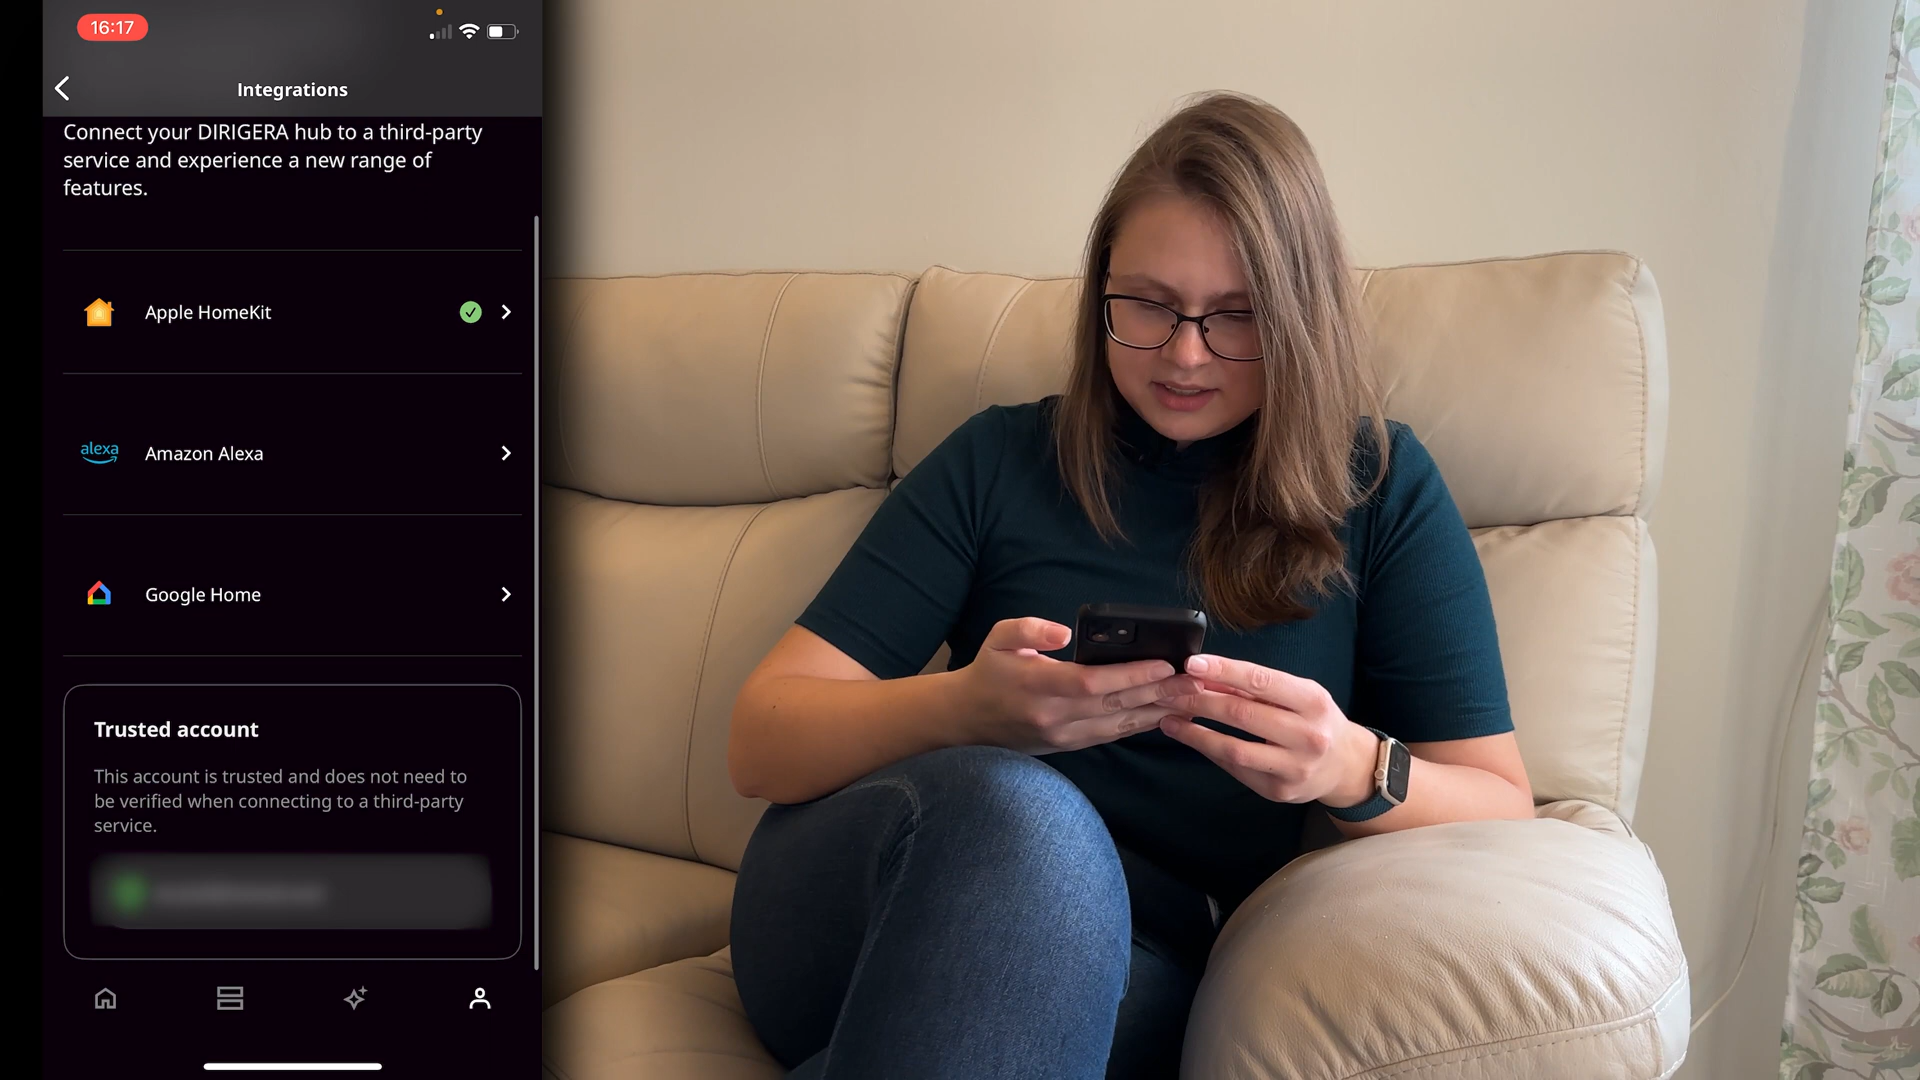 16:17
Integrations
Connect your DIRIGERA hub to a third-party
service and experience a new range of
features.
Apple HomeKit
alexa
Amazon Alexa
Google Home
Trusted account
This account is trusted and does not need to
be verified when connecting to a third-party
service.